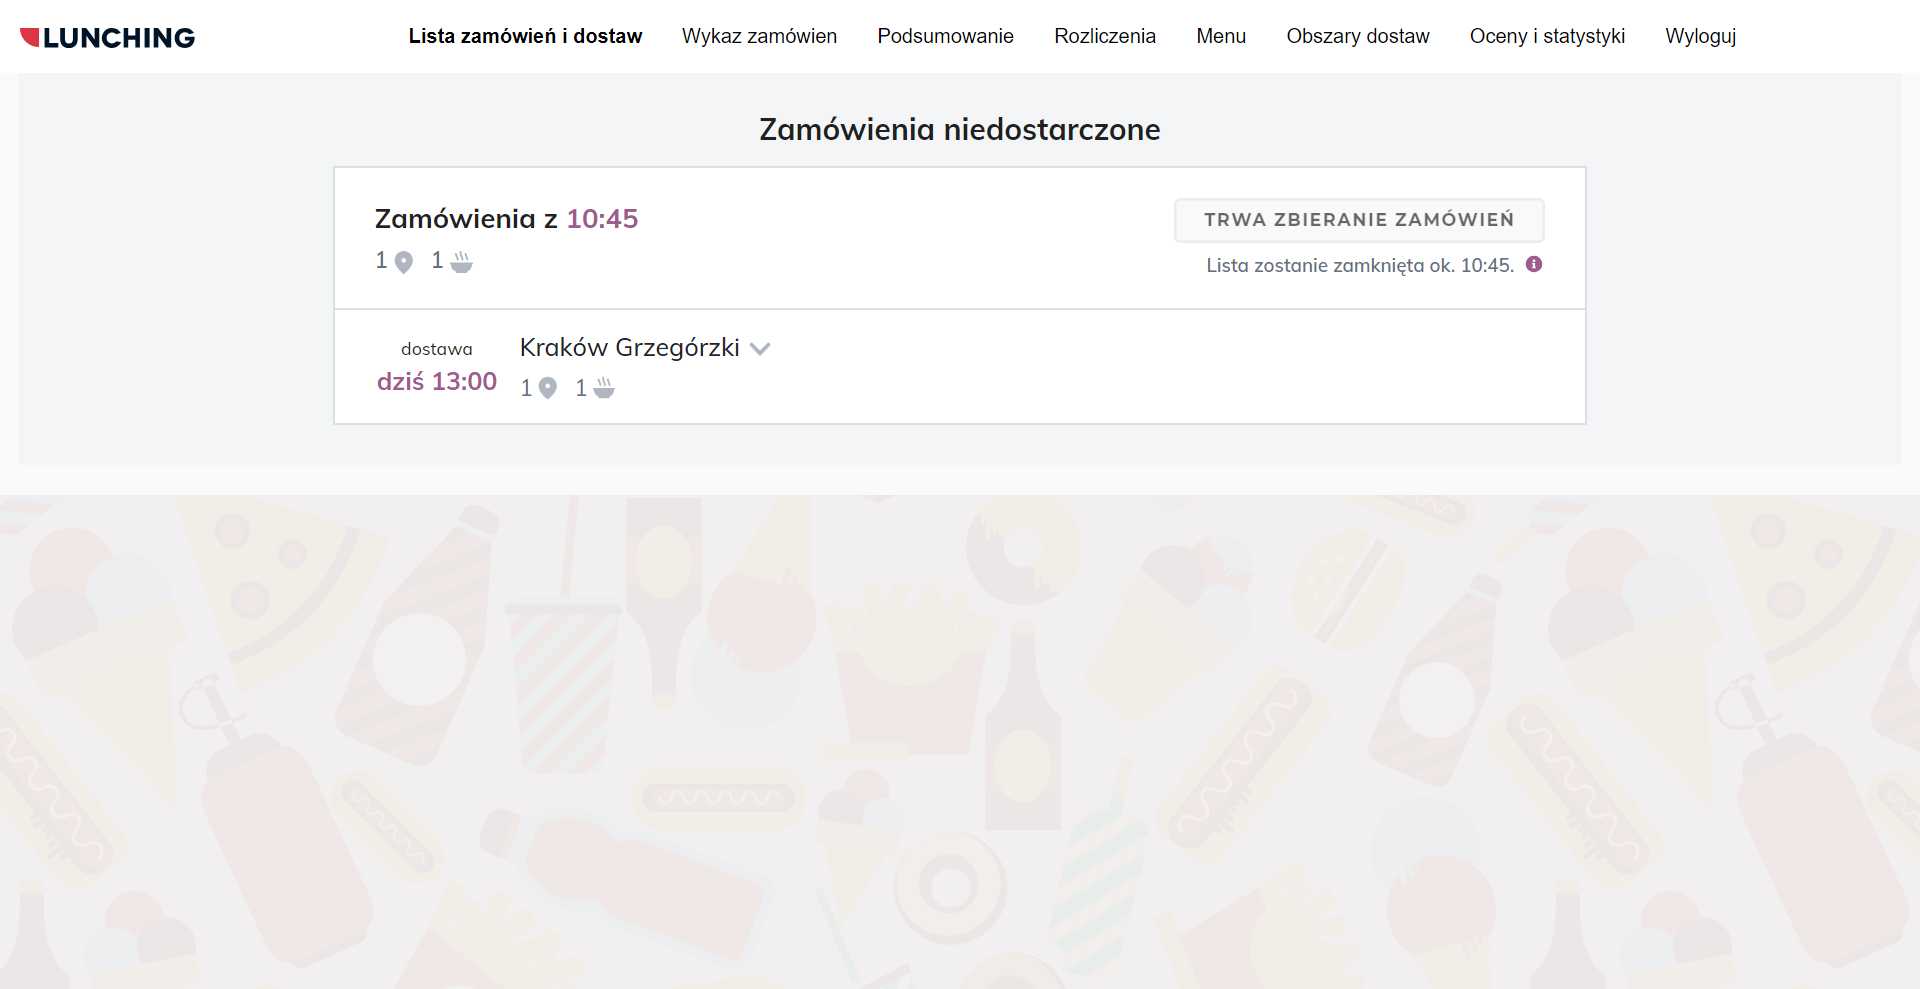 LUNCHING
Lista zamówień i dostaw
Wykaz zamówien
Podsumowanie
Rozliczenia
Menu
Obszary dostaw
Oceny i statystyki
Wyloguj
Zamówienia niedostarczone
Zamówienia z 10:45
1 1
TRWA ZBIERANIE ZAMÓWIEŃ
Lista zostanie zamknięta ok. 10:45.
dostawa
dziś 13:00
Kraków Grzegórzki
1 1